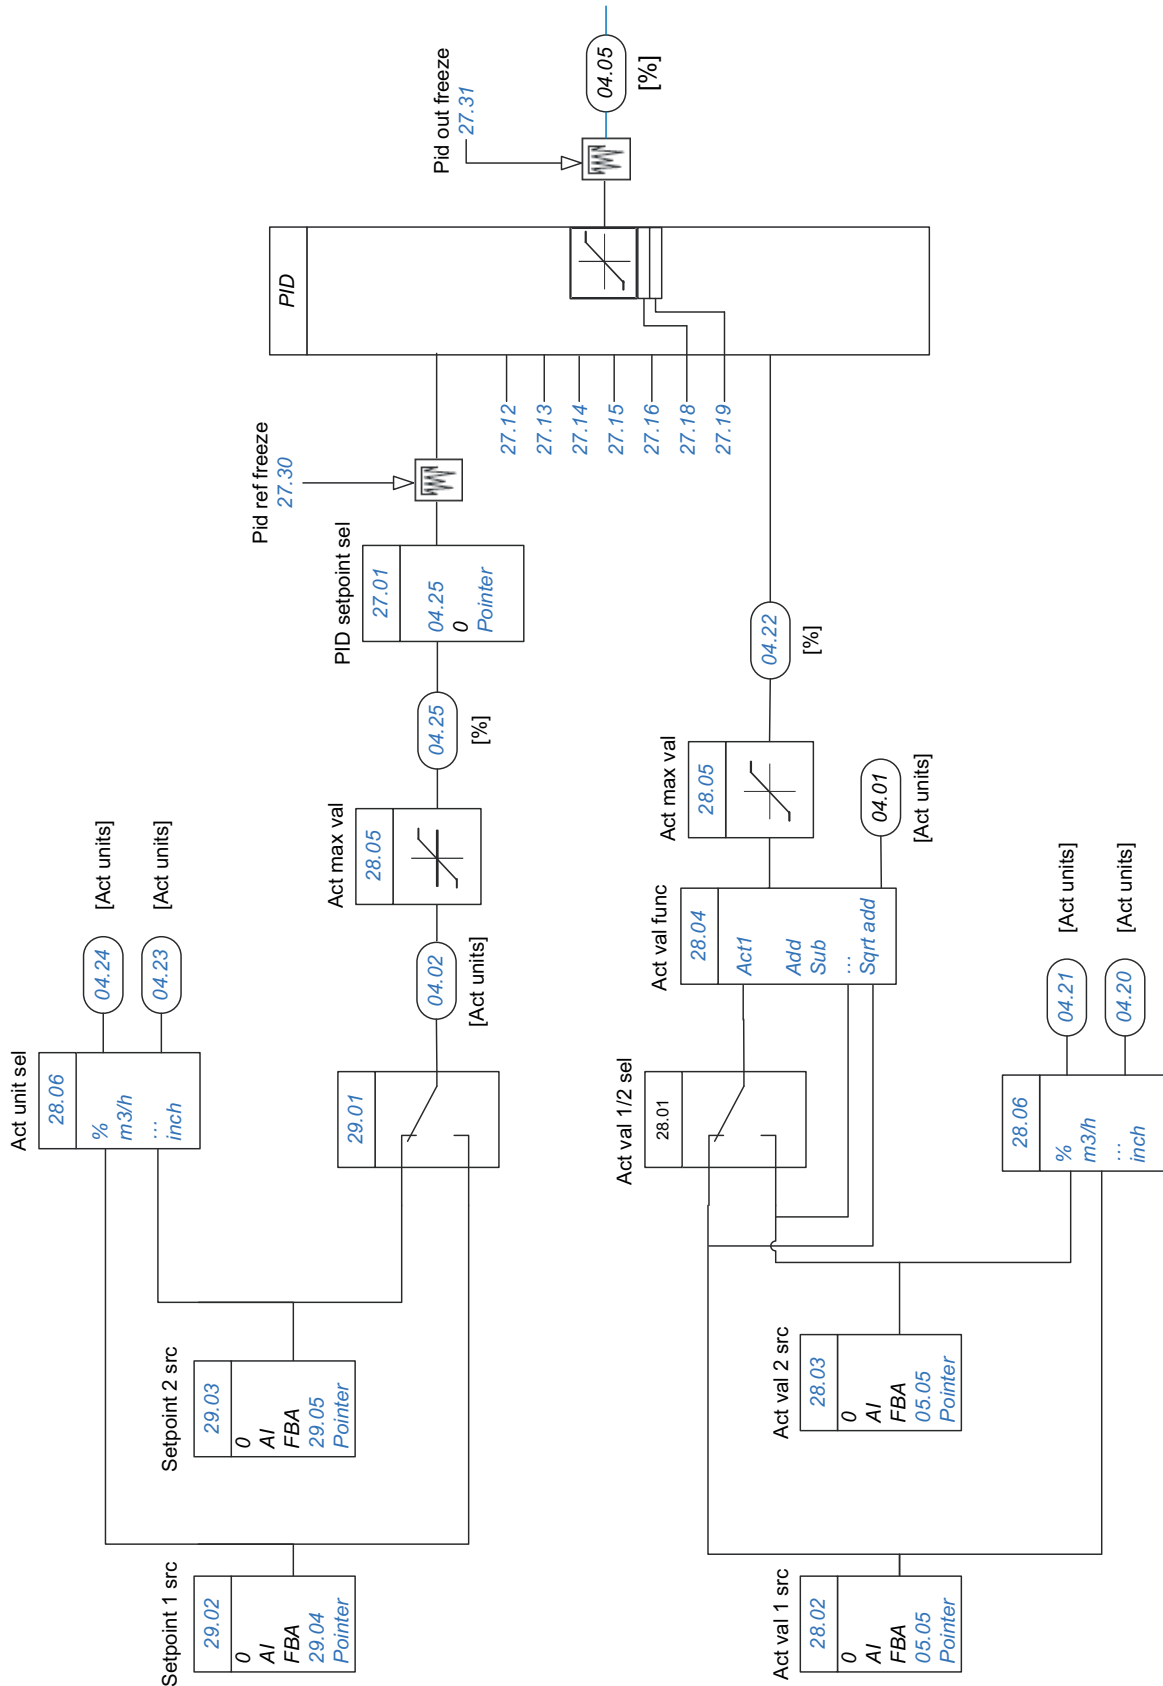 Setpoint 1 src
29.02
0
AI
FBA
29.04
Pointer
Setpoint 2 src
29.03
0
AI
FBA
29.05
Pointer
Act unit sel
28.06
%
m3/h
...
inch
04.24
[Act units]
04.23
[Act units]
29.01
04.02
[Act units]
Act max val
28.05
04.25
[%]
PID setpoint sel
27.01
04.25
0
Pointer
Pid ref freeze
27.30
PID
27.12
27.13
27.14
27.15
27.16
27.18
27.19
Pid out freeze
27.31
04.05
[%]
Act val 1 src
28.02
0
AI
FBA
05.05
Pointer
Act val 2 src
28.03
0
AI
FBA
05.05
Pointer
Act val 1/2 sel
28.01
Act val func
28.04
Act1
Add
Sub
...
Sqrt add
Act max val
28.05
04.01
[Act units]
04.22
[%]
28.06
%
m3/h
...
inch
04.21
[Act units]
04.20
[Act units]